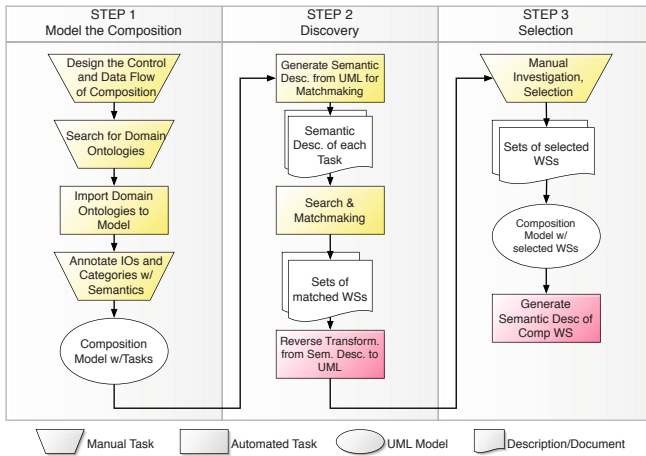 STEP 1
Model the Composition
Design the Control
and Data Flow
of Composition
Search for Domain
Ontologies
Import Domain
Ontologies to
Model
Annotate IOs and
Categories w/
Semantics
Composition
Model w/Tasks
STEP 2
Discovery
Generate Semantic
Desc. from UML for
Matchmaking
Semantic
Desc. of each
Task
Search &
Matchmaking
Sets of
matched WSs
Reverse Transform.
from Sem. Desc. to
UML
STEP 3
Selection
Manual
Investigation,
Selection
Sets of selected
WSs
Composition
Model w/
selected WSs
Generate
Semantic Desc of
Comp WS
Manual Task
Automated Task
UML Model
Description/Document